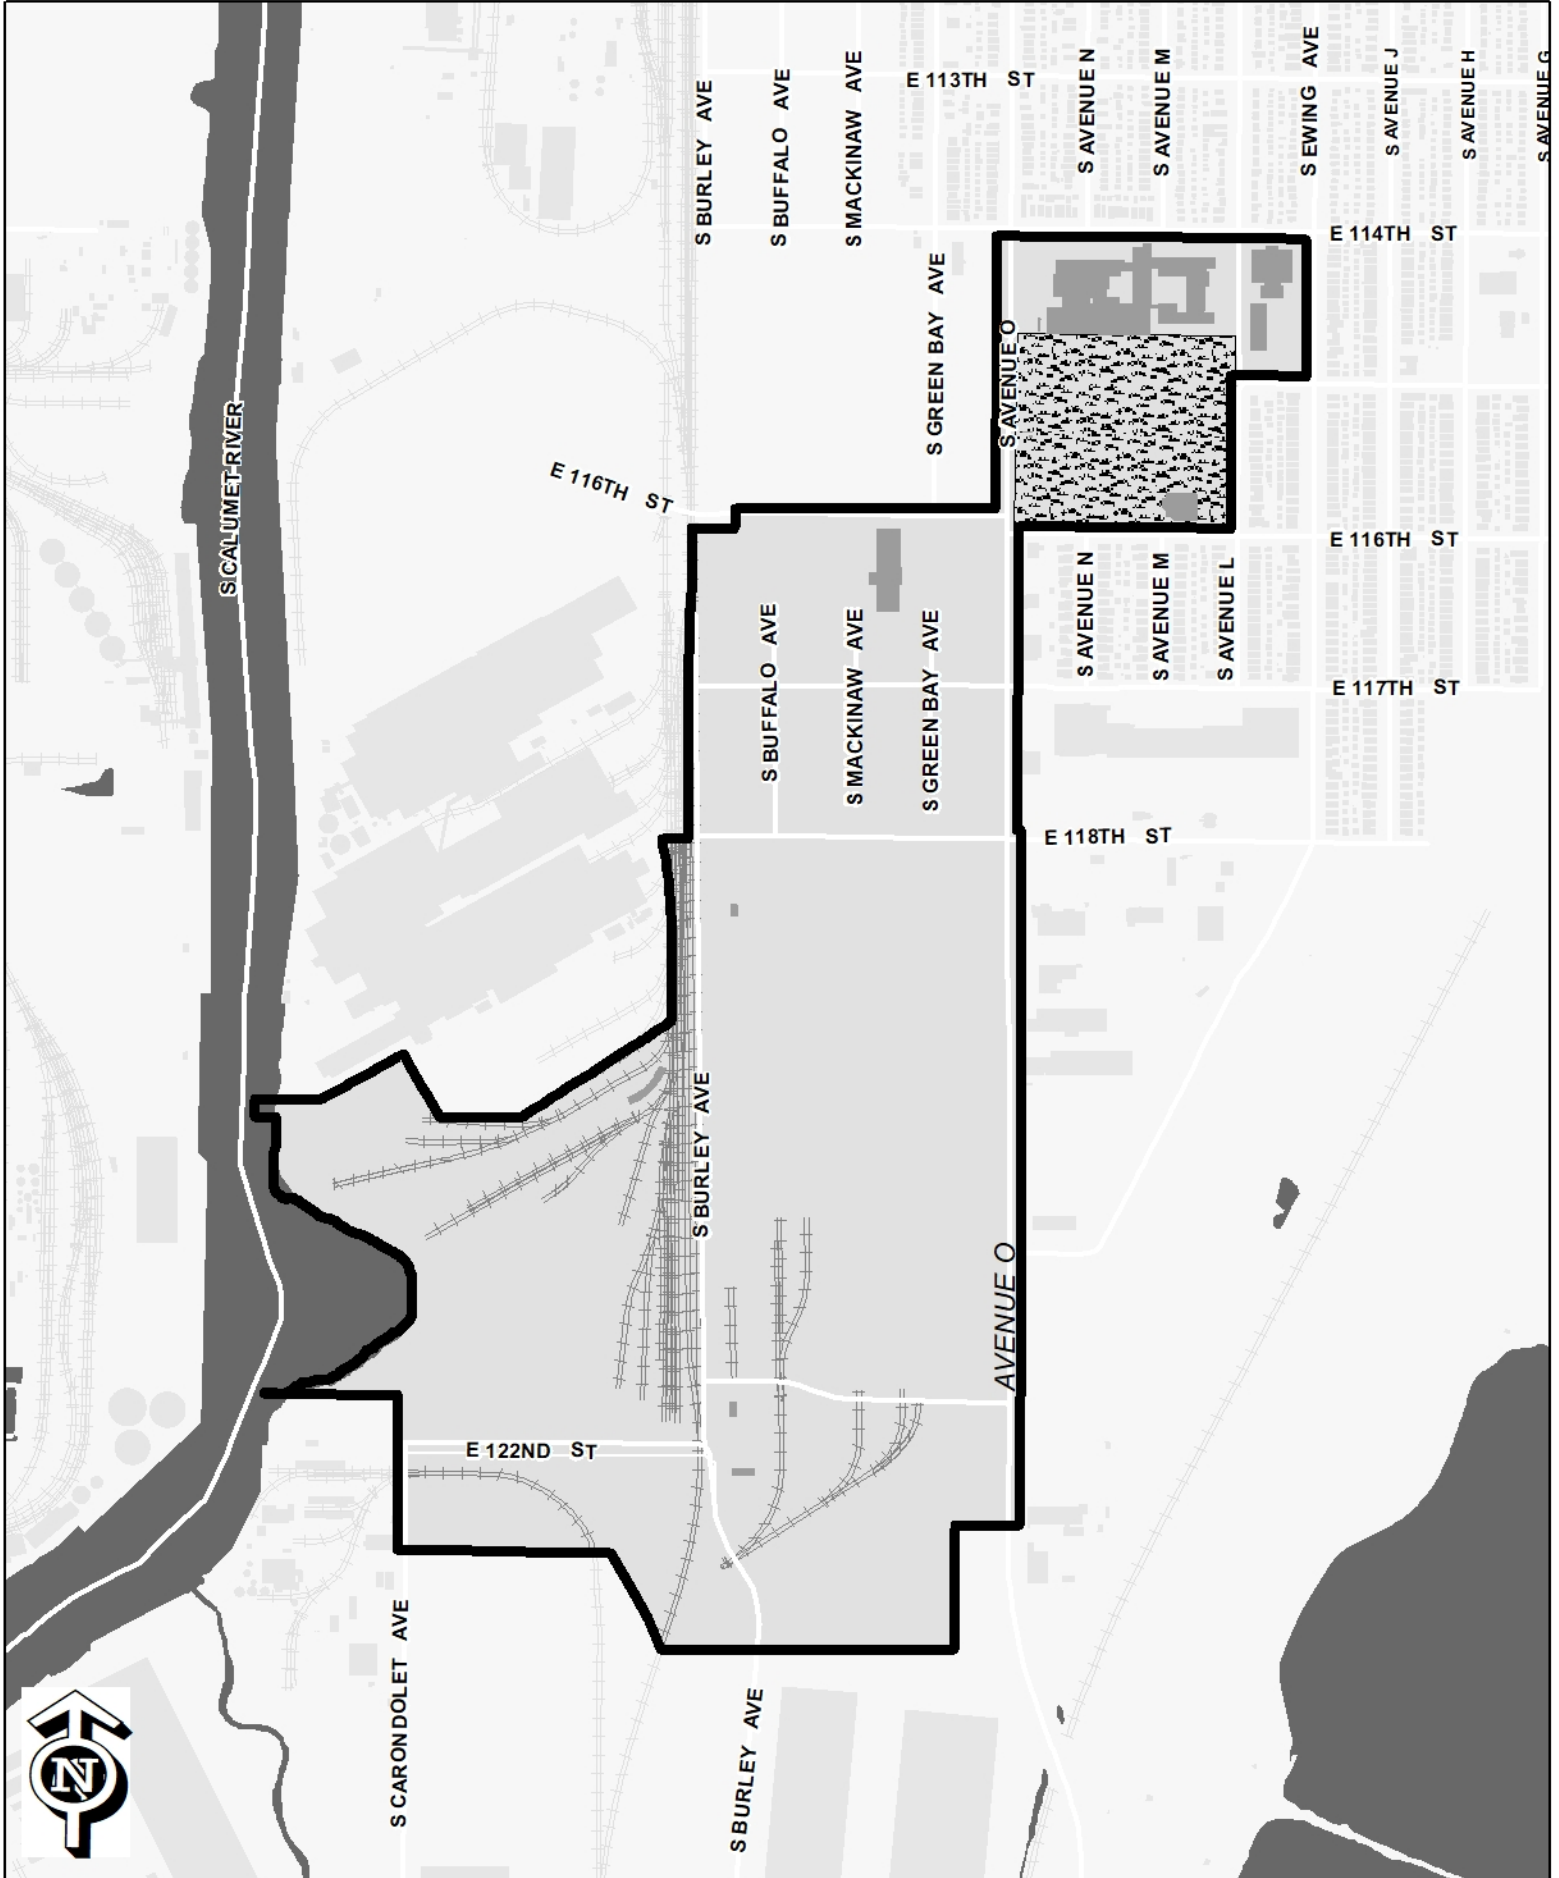 S BURLEY AVE
S BUFFALO AVE
S MACKINAW AVE
E 113TH ST
S AVENUE N
S AVENUE M
S EWING AVE
S AVENUE J
S AVENUE H
S AVENUE G
E 114TH ST
S GREEN BAY AVE
S AVENUE O
S CALUMET RIVER
E 116TH ST
E 116TH ST
S AVENUE N
S AVENUE M
S AVENUE L
S BUFFALO AVE
S MACKINAW AVE
S GREEN BAY AVE
E 117TH ST
E 118TH ST
S BURLEY AVE
AVENUE O
E 122ND ST
S CARONDOLET AVE
S BURLEY AVE
N